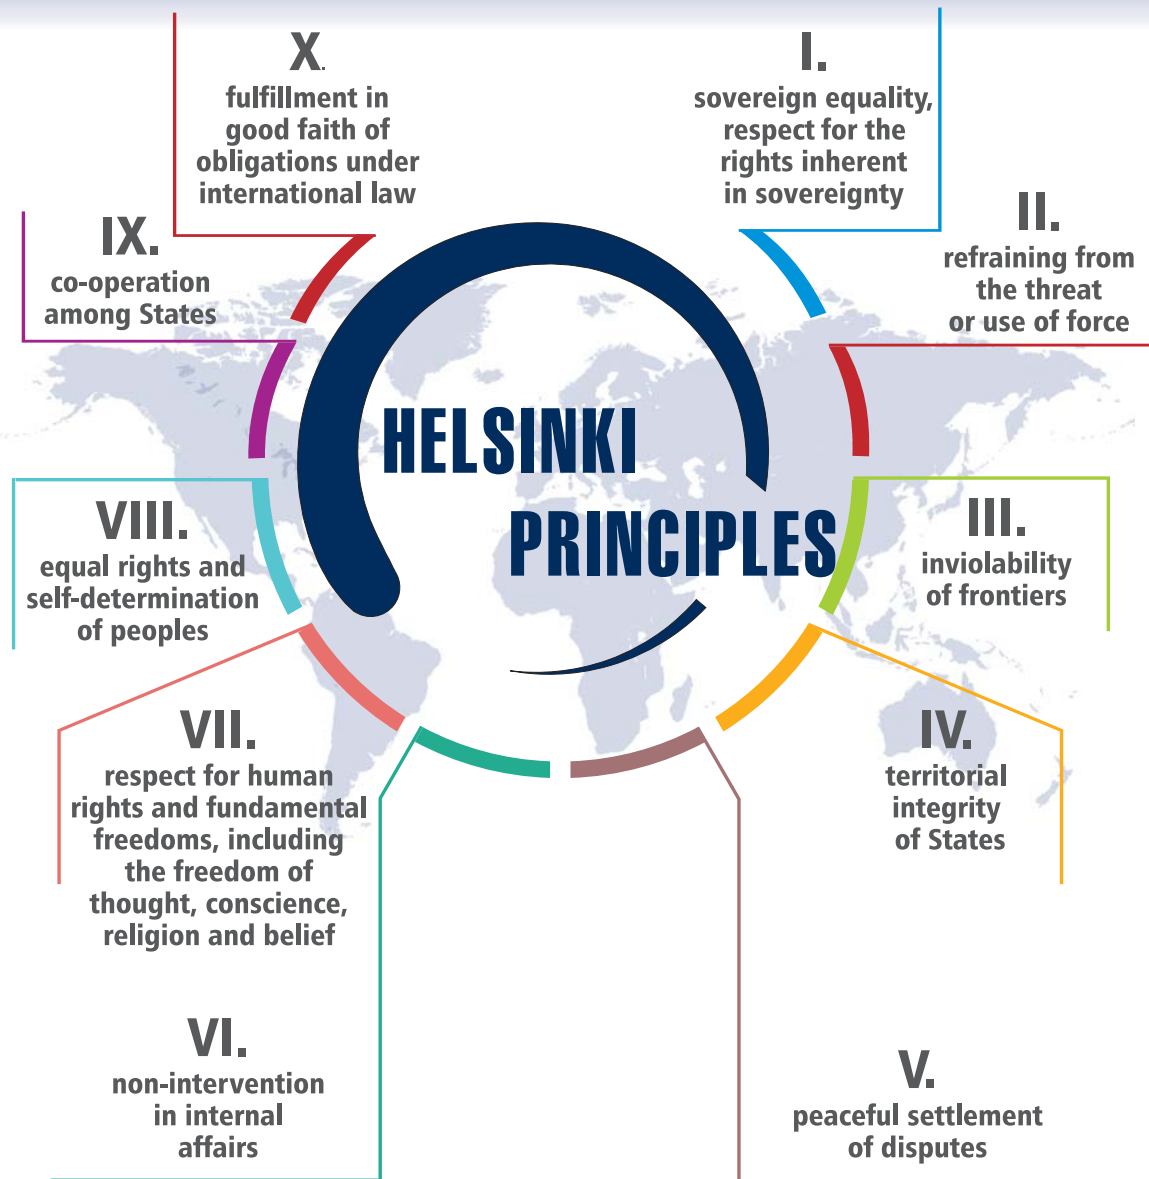 HELSINKI
PRINCIPLES
I.
sovereign equality,
respect for the
rights inherent
in sovereignty
II.
refraining from
the threat
or use of force
III.
inviolability
of frontiers
IV.
territorial
integrity
of States
V.
peaceful settlement
of disputes
VI.
non-intervention
in internal
affairs
VII.
respect for human
rights and fundamental
freedoms, including
the freedom of
thought, conscience,
religion and belief
VIII.
equal rights and
self-determination
of peoples
IX.
co-operation
among States
X.
fulfillment in
good faith of
obligations under
international law